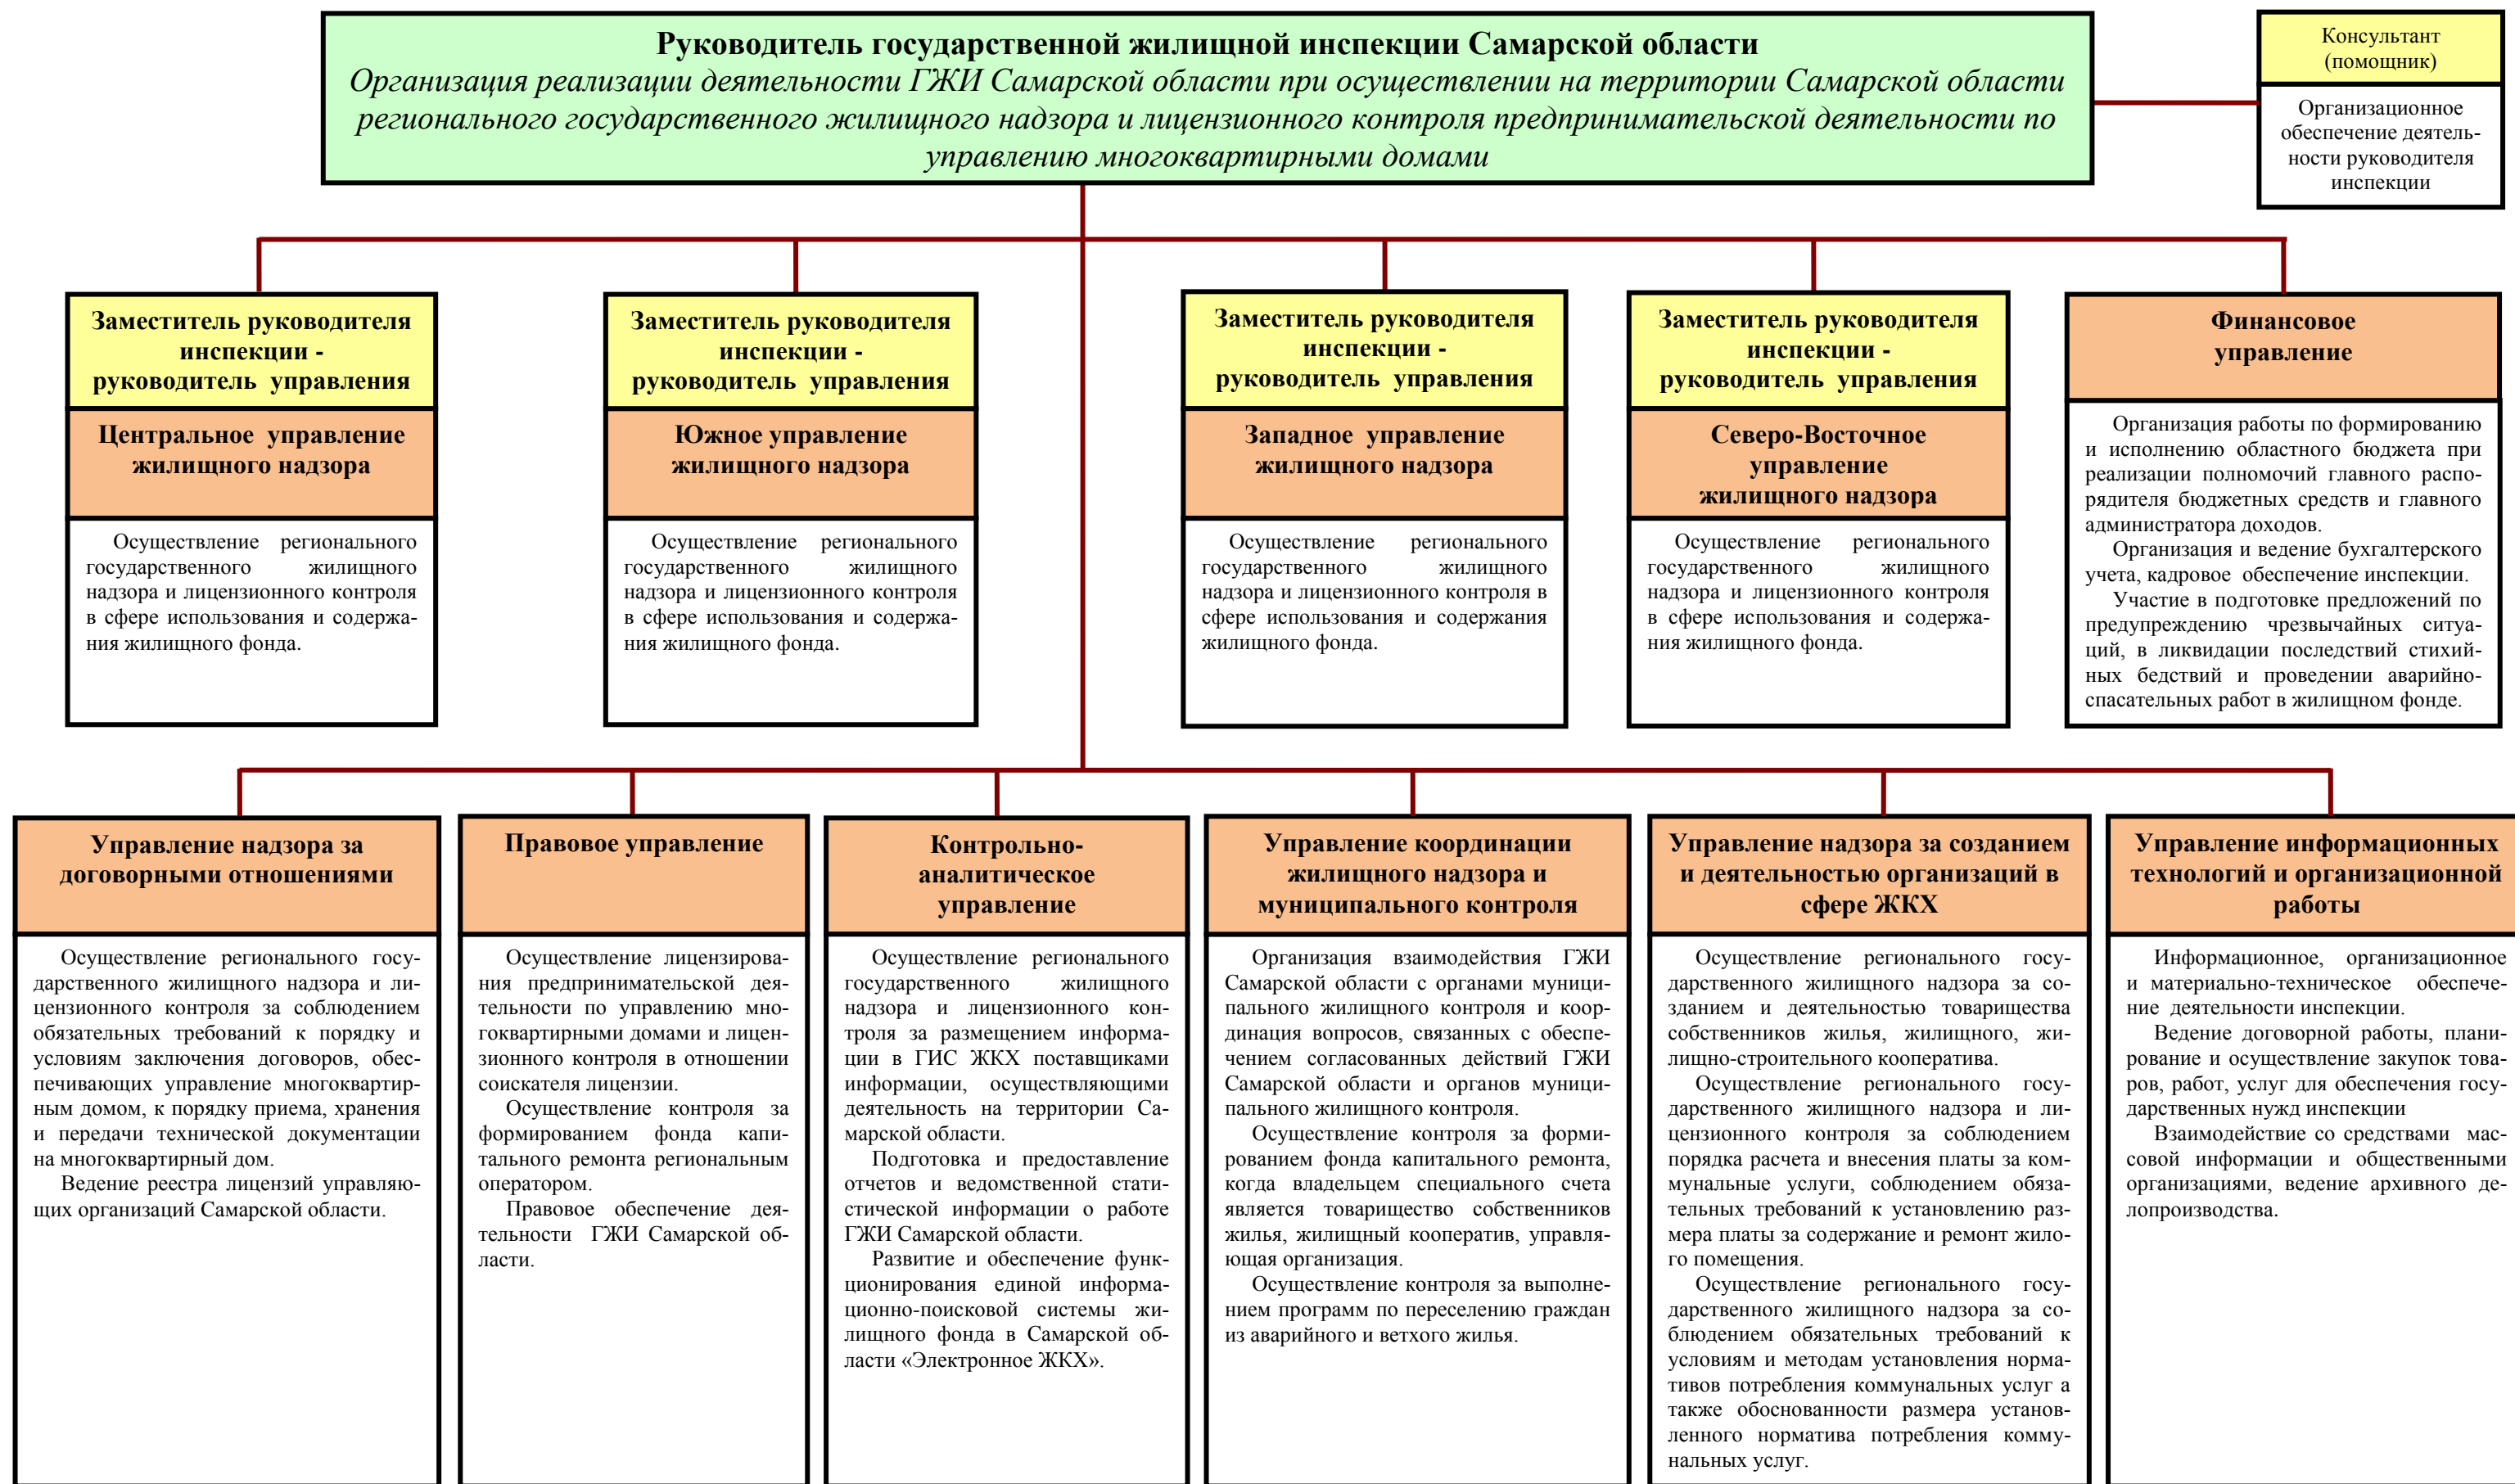 Руководитель государственной жилищной инспекции Самарской области
Организация реализации деятельности ГЖИ Самарской области при осуществлении на территории Самарской области
регионального государственного жилищного надзора и лицензионного контроля предпринимательской деятельности по
управлению многоквартирными домами
Консультант
(помощник)
Организационное
обеспечение деятель-
ности руководителя
инспекции
Заместитель руководителя
инспекции -
руководитель управления
Центральное управление
жилищного надзора
Осуществление регионального
государственного жилищного
надзора и лицензионного контроля
в сфере использования и содержа-
ния жилищного фонда.
Заместитель руководителя
инспекции -
руководитель управления
Южное управление
жилищного надзора
Осуществление регионального
государственного жилищного
надзора и лицензионного контроля
в сфере использования и содержа-
ния жилищного фонда.
Заместитель руководителя
инспекции -
руководитель управления
Западное управление
жилищного надзора
Осуществление регионального
государственного жилищного
надзора и лицензионного контроля в
сфере использования и содержания
жилищного фонда.
Заместитель руководителя
инспекции -
руководитель управления
Северо-Восточное
управление
жилищного надзора
Осуществление регионального
государственного жилищного
надзора и лицензионного контроля
в сфере использования и содержа-
ния жилищного фонда.
Финансовое
управление
Организация работы по формированию
и исполнению областного бюджета при
реализации полномочий главного распо-
рядителя бюджетных средств и главного
администратора доходов.
Организация и ведение бухгалтерского
учета, кадровое обеспечение инспекции.
Участие в подготовке предложений по
предупреждению чрезвычайных ситуа-
ций, в ликвидации последствий стихий-
ных бедствий и проведении аварийно-
спасательных работ в жилищном фонде.
Управление надзора за
договорными отношениями
Осуществление регионального госу-
дарственного жилищного надзора и ли-
цензионного контроля за соблюдением
обязательных требований к порядку и
условиям заключения договоров, обес-
печивающих управление многоквартир-
ным домом, к порядку приема, хранения
и передачи технической документации
на многоквартирный дом.
Ведение реестра лицензий управляю-
щих организаций Самарской области.
Правовое управление
Осуществление лицензирова-
ния предпринимательской дея-
тельности по управлению мно-
гоквартирными домами и лицен-
зионного контроля в отношении
соискателя лицензии.
Осуществление контроля за
формированием фонда капи-
тального ремонта региональным
оператором.
Правовое обеспечение дея-
тельности ГЖИ Самарской об-
ласти.
Контрольно-
аналитическое
управление
Осуществление регионального
государственного жилищного
надзора и лицензионного кон-
троля за размещением информа-
ции в ГИС ЖКХ поставщиками
информации, осуществляющими
деятельность на территории Са-
марской области.
Подготовка и предоставление
отчетов и ведомственной стати-
стической информации о работе
ГЖИ Самарской области.
Развитие и обеспечение функ-
ционирования единой информа-
ционно-поисковой системы жи-
лищного фонда в Самарской об-
ласти «Электронное ЖКХ».
Управление координации
жилищного надзора и
муниципального контроля
Организация взаимодействия ГЖИ
Самарской области с органами муници-
пального жилищного контроля и коор-
динация вопросов, связанных с обеспе-
чением согласованных действий ГЖИ
Самарской области и органов муници-
пального жилищного контроля.
Осуществление контроля за форми-
рованием фонда капитального ремонта,
когда владельцем специального счета
является товарищество собственников
жилья, жилищный кооператив, управля-
ющая организация.
Осуществление контроля за выполне-
нием программ по переселению граждан
из аварийного и ветхого жилья.
Управление надзора за созданием
и деятельностью организаций в
сфере ЖКХ
Осуществление регионального госу-
дарственного жилищного надзора за со-
зданием и деятельностью товарищества
собственников жилья, жилищного, жи-
лищно-строительного кооператива.
Осуществление регионального госу-
дарственного жилищного надзора и ли-
цензионного контроля за соблюдением
порядка расчета и внесения платы за ком-
мунальные услуги, соблюдением обяза-
тельных требований к установлению раз-
мера платы за содержание и ремонт жило-
го помещения.
Осуществление регионального госу-
дарственного жилищного надзора за со-
блюдением обязательных требований к
условиям и методам установления норма-
тивов потребления коммунальных услуг а
также обоснованности размера установ-
ленного норматива потребления комму-
нальных услуг.
Управление информационных
технологий и организационной
работы
Информационное, организационное
и материально-техническое обеспече-
ние деятельности инспекции.
Ведение договорной работы, плани-
рование и осуществление закупок това-
ров, работ, услуг для обеспечения госу-
дарственных нужд инспекции
Взаимодействие со средствами мас-
совой информации и общественными
организациями, ведение архивного де-
лопроизводства.